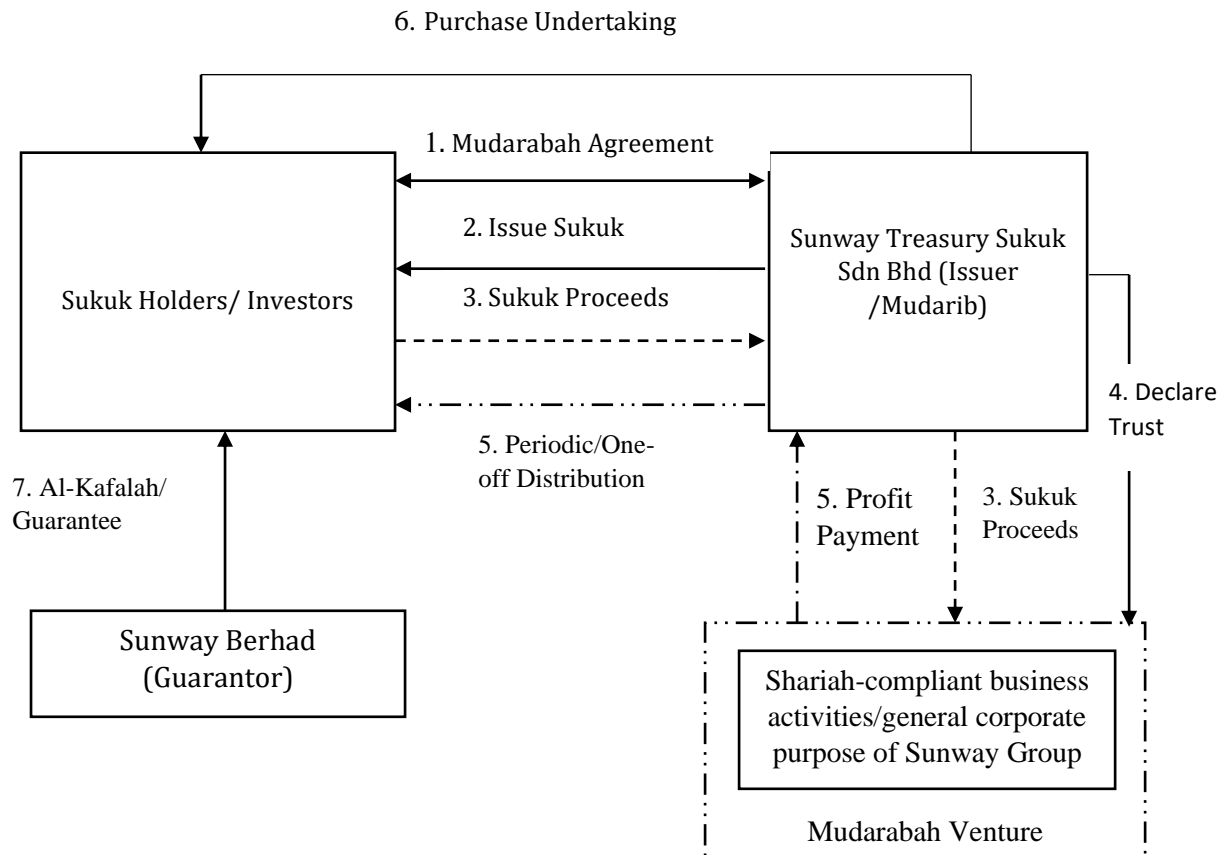 6. Purchase Undertaking
1. Mudarabah Agreement
2. Issue Sukuk
3. Sukuk Proceeds
Sukuk Holders/ Investors
Sunway Treasury Sukuk
Sdn Bhd (Issuer
/Mudarib)
4. Declare
Trust
5. Periodic/One-
off Distribution
7. Al-Kafalah/
Guarantee
5. Profit
Payment
3. Sukuk
Proceeds
Sunway Berhad
(Guarantor)
Shariah-compliant business
activities/general corporate
purpose of Sunway Group
Mudarabah Venture